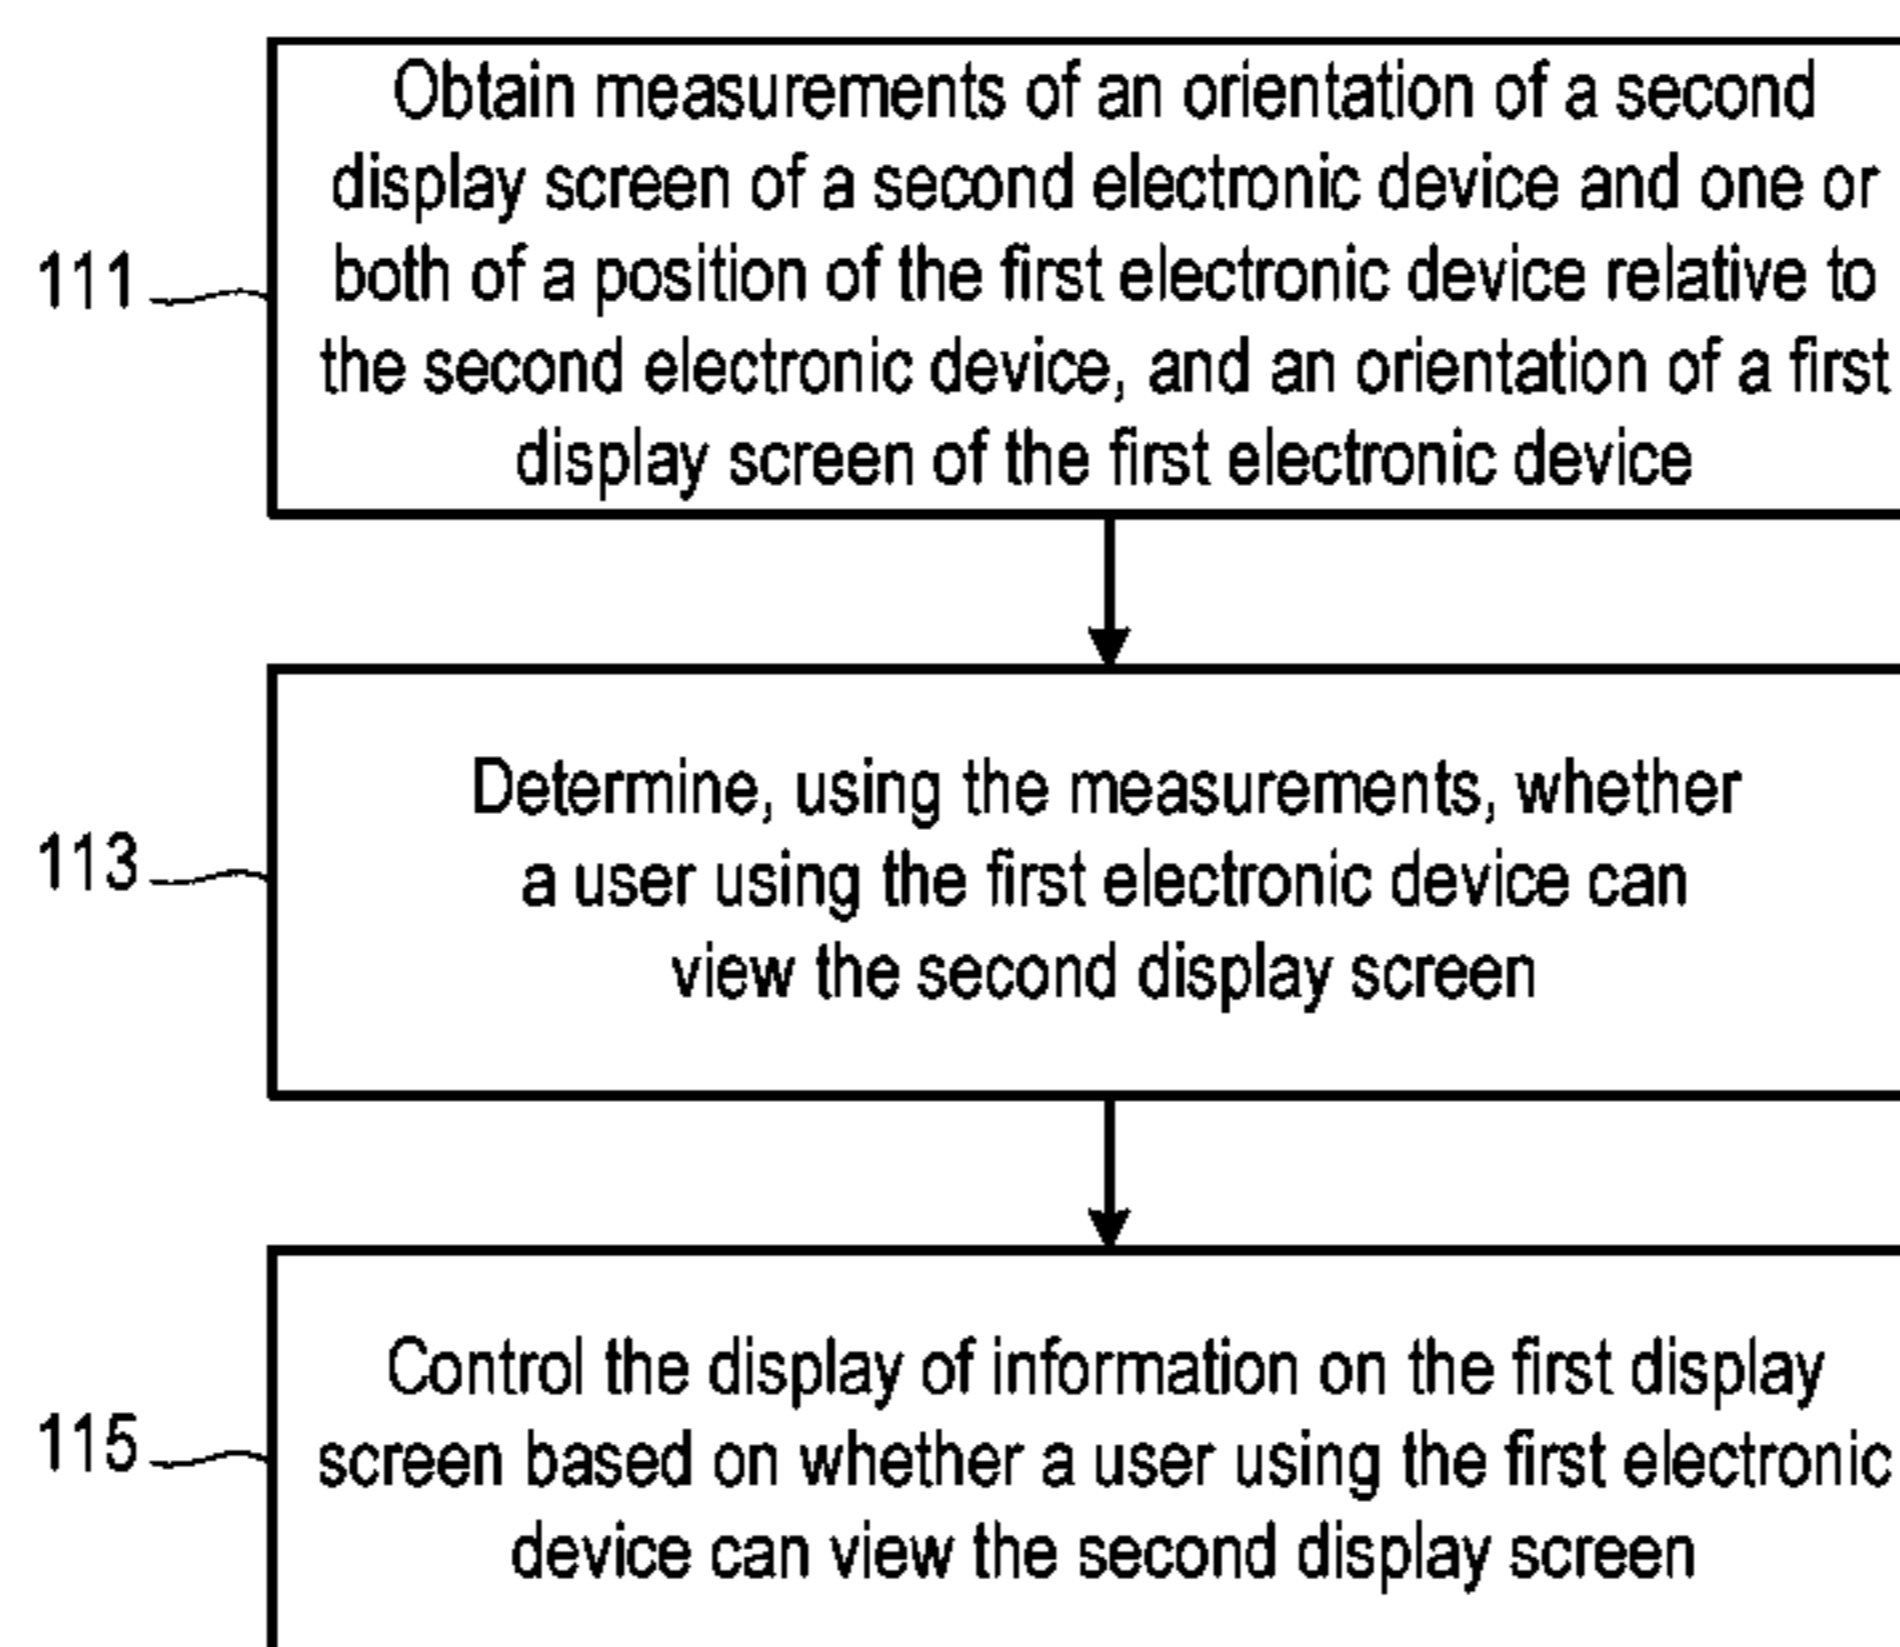 Obtain measurements of an orientation of a second
display screen of a second electronic device and one or
111 both of a position of the first electronic device relative to
the second electronic device, and an orientation of a first
display screen of the first electronic device
Determine, using the measurements, whether
113 a user using the first electronic device can
view the second display screen
Control the display of information on the first display
115 screen based on whether a user using the first electronic
device can view the second display screen